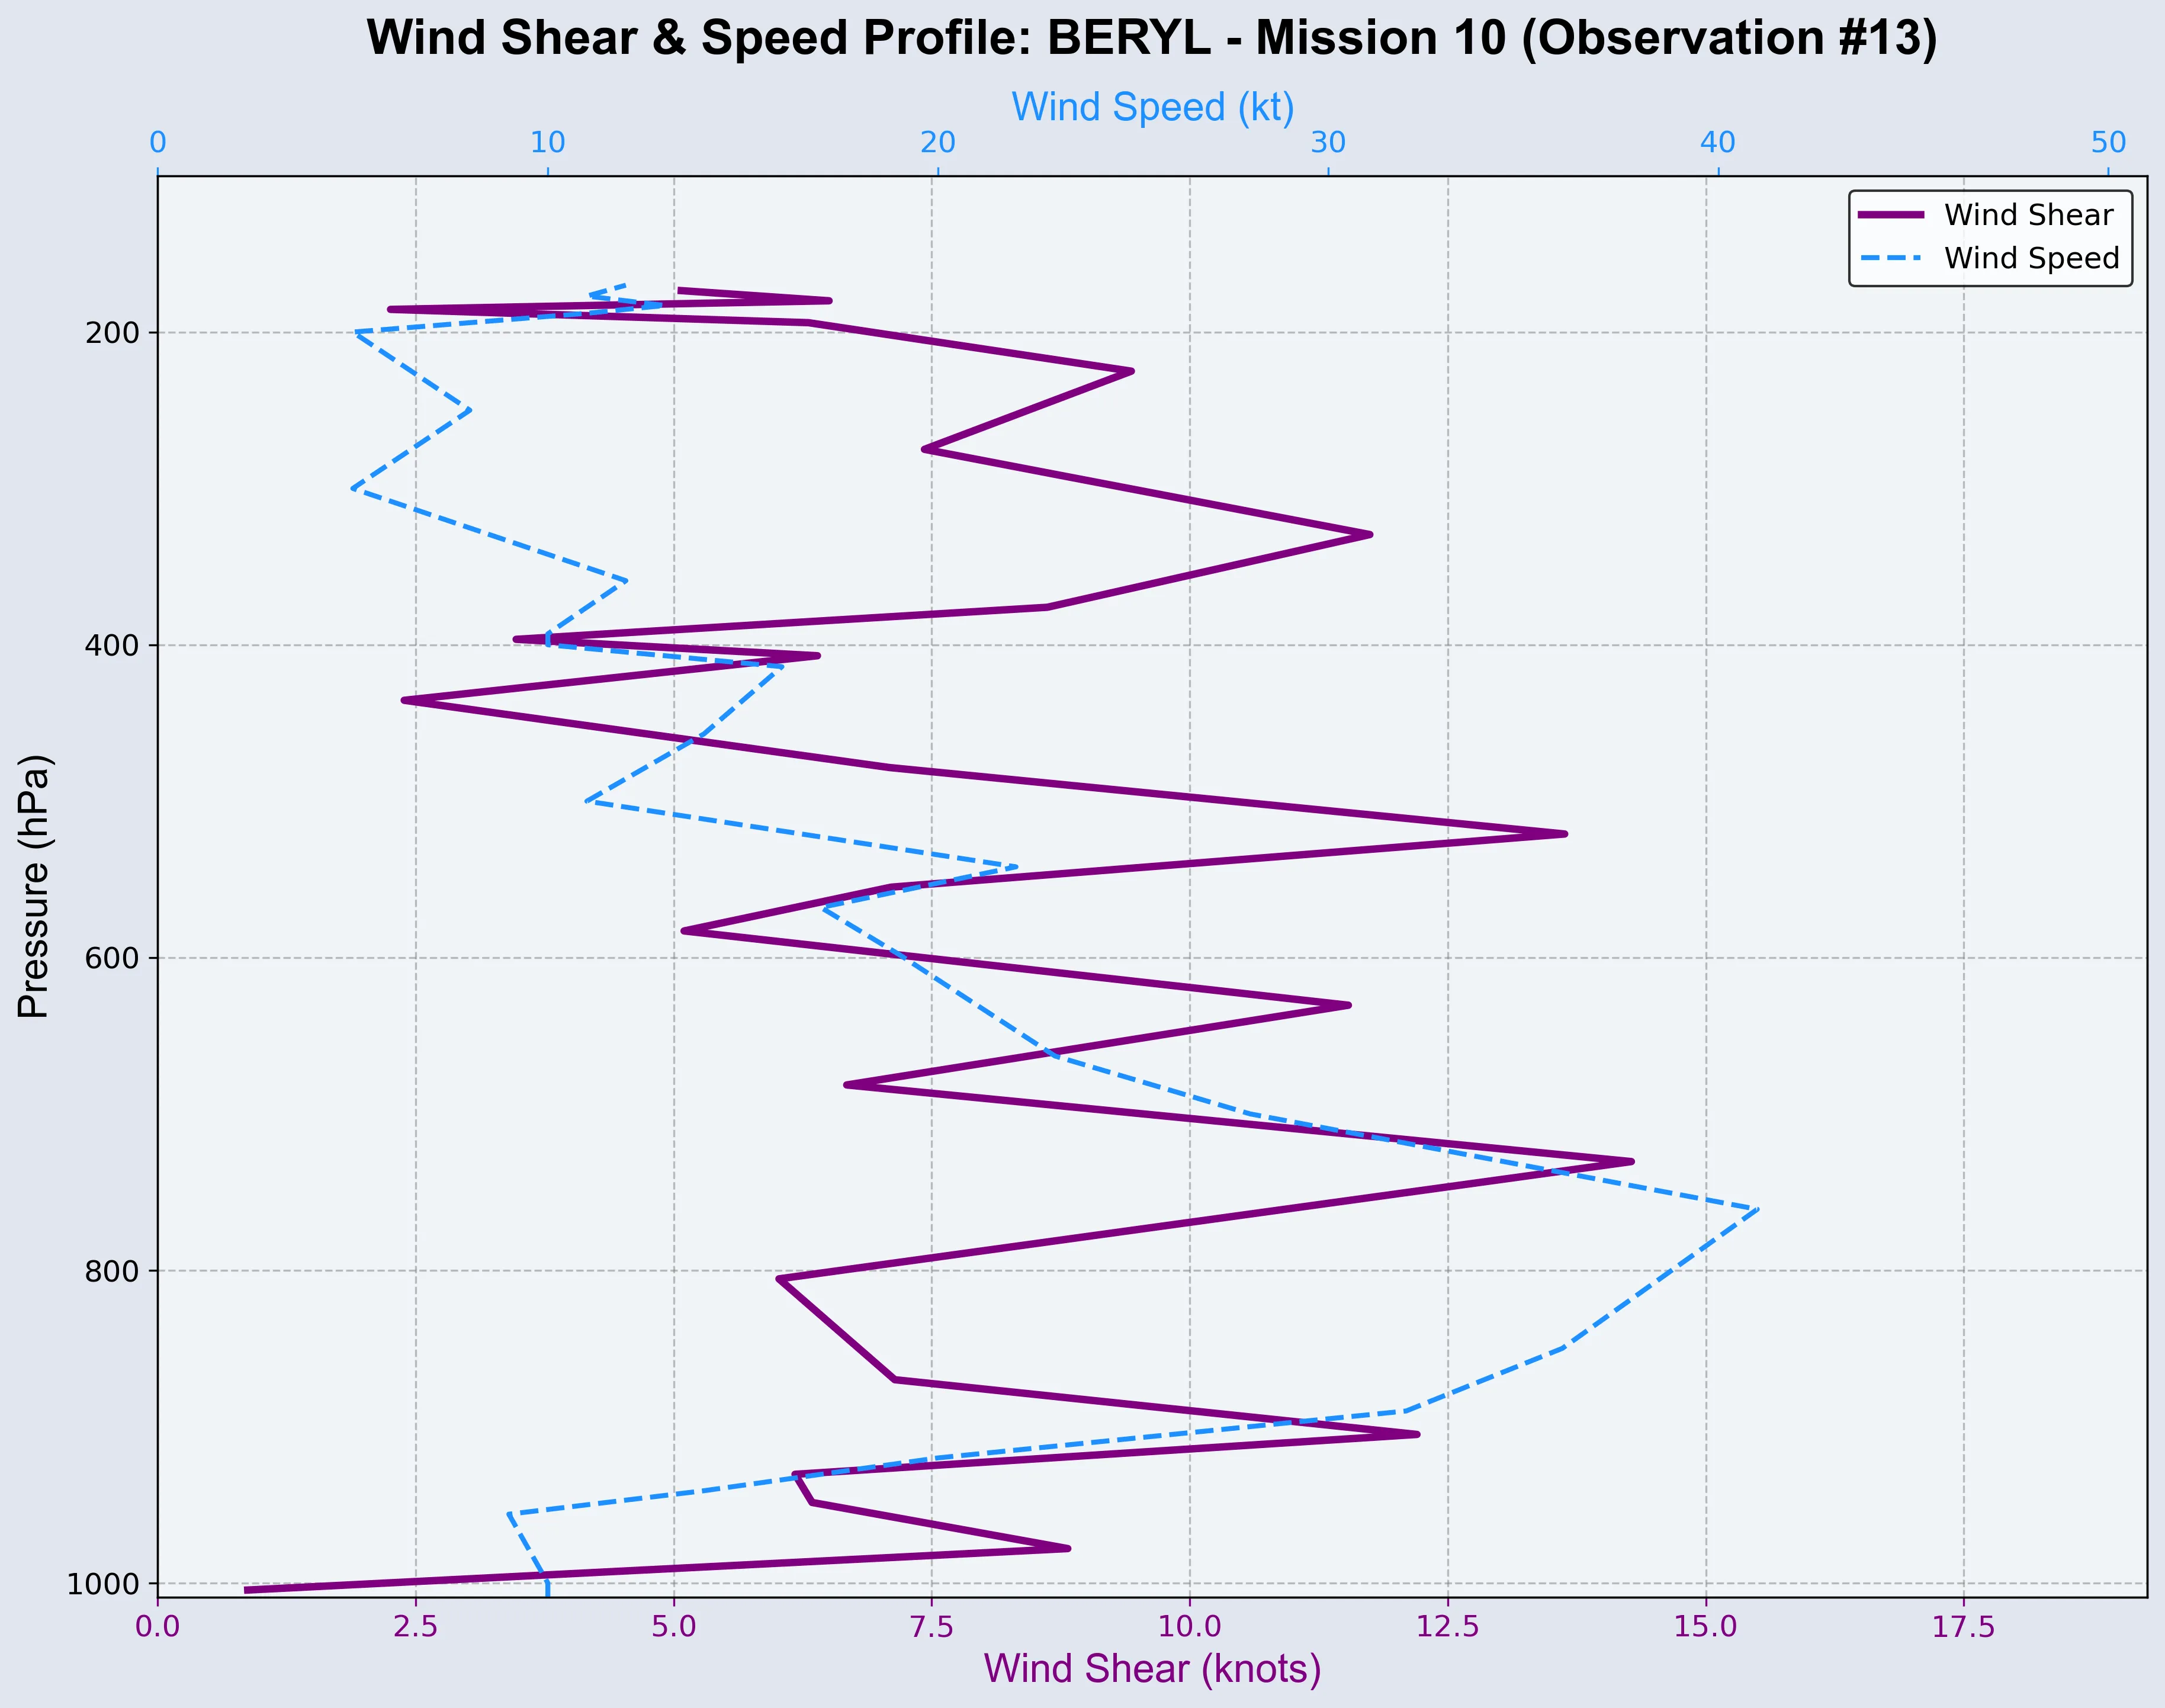 Wind Shear & Speed Profile: BERYL - Mission 10 (Observation #13)
Wind Speed (kt)
0 10 20 30 40 50
Wind Shear
Wind Speed
200
400
600
800
1000
Pressure (hPa)
0.0 2.5 5.0 7.5 10.0 12.5 15.0 17.5
Wind Shear (knots)